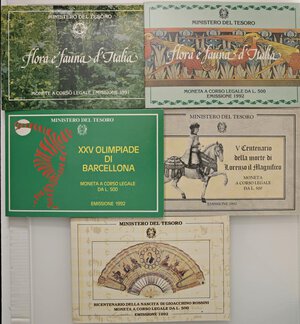 MINISTERO DEL TESORO
flora e fauna d'Italia
MONETA A CORSO LEGALE EMISSIONE 1991
MINISTERO DEL TESORO
flora e fauna d'Italia
MONETA A CORSO LEGALE DA L. 500
EMISSIONE 1992
MINISTERO DEL TESORO
XXV OLIMPIADE
DI
BARCELLONA
MONETA A CORSO LEGALE
DA L. 500
EMISSIONE 1992
MINISTERO DEL TESORO
V Centenario
della morte di
Lorenzo il Magnifico
MONETA
A CORSO LEGALE
DA L. 500
EMISSIONE 1992
MINISTERO DEL TESORO
BICENTENARIO DELLA NASCITA DI GIOACCHINO ROSSINI
MONETA A CORSO LEGALE DA L. 500
EMISSIONE 1992